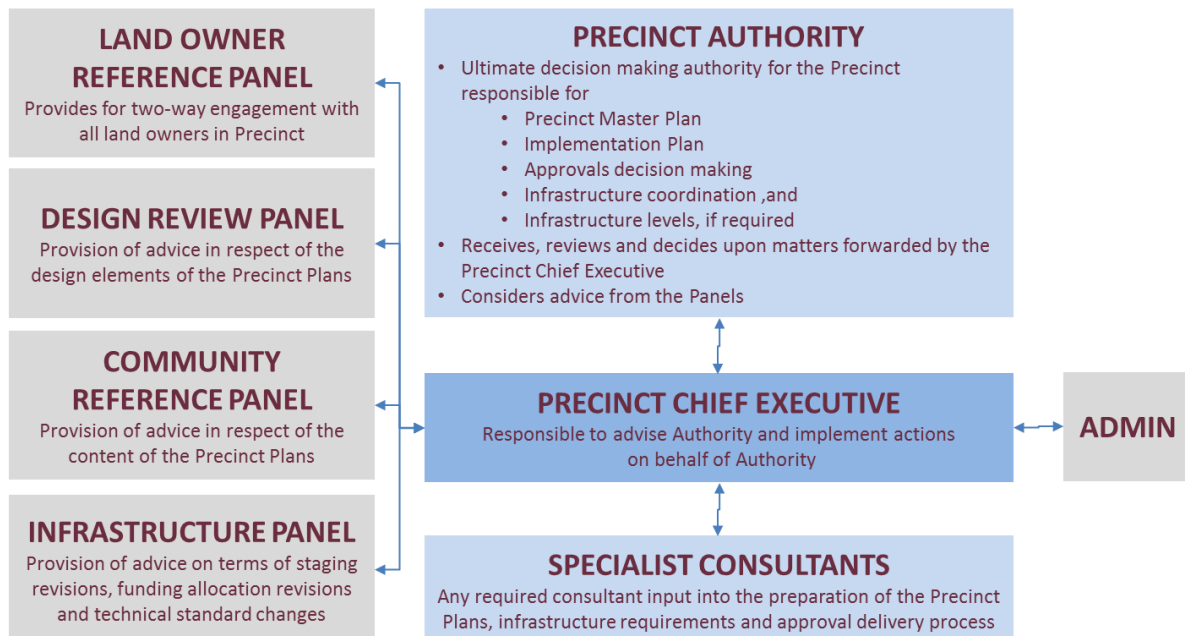 LAND OWNER
REFERENCE PANEL
Provides for two-way engagement with
all land owners in Precinct
DESIGN REVIEW PANEL
Provision of advice in respect of the
design elements of the Precinct Plans
COMMUNITY
REFERENCE PANEL
Provision of advice in respect of the
content of the Precinct Plans
INFRASTRUCTURE PANEL
Provision of advice on terms of staging
revisions, funding allocation revisions
and technical standard changes
PRECINCT AUTHORITY
• Ultimate decision making authority for the Precinct
responsible for
• Precinct Master Plan
• Implementation Plan
• Approvals decision making
• Infrastructure coordination ,and
• Infrastructure levels, if required
• Receives, reviews and decides upon matters forwarded by the
Precinct Chief Executive
• Considers advice from the Panels
PRECINCT CHIEF EXECUTIVE
Responsible to advise Authority and implement actions
on behalf of Authority
ADMIN
SPECIALIST CONSULTANTS
Any required consultant input into the preparation of the Precinct
Plans, infrastructure requirements and approval delivery process